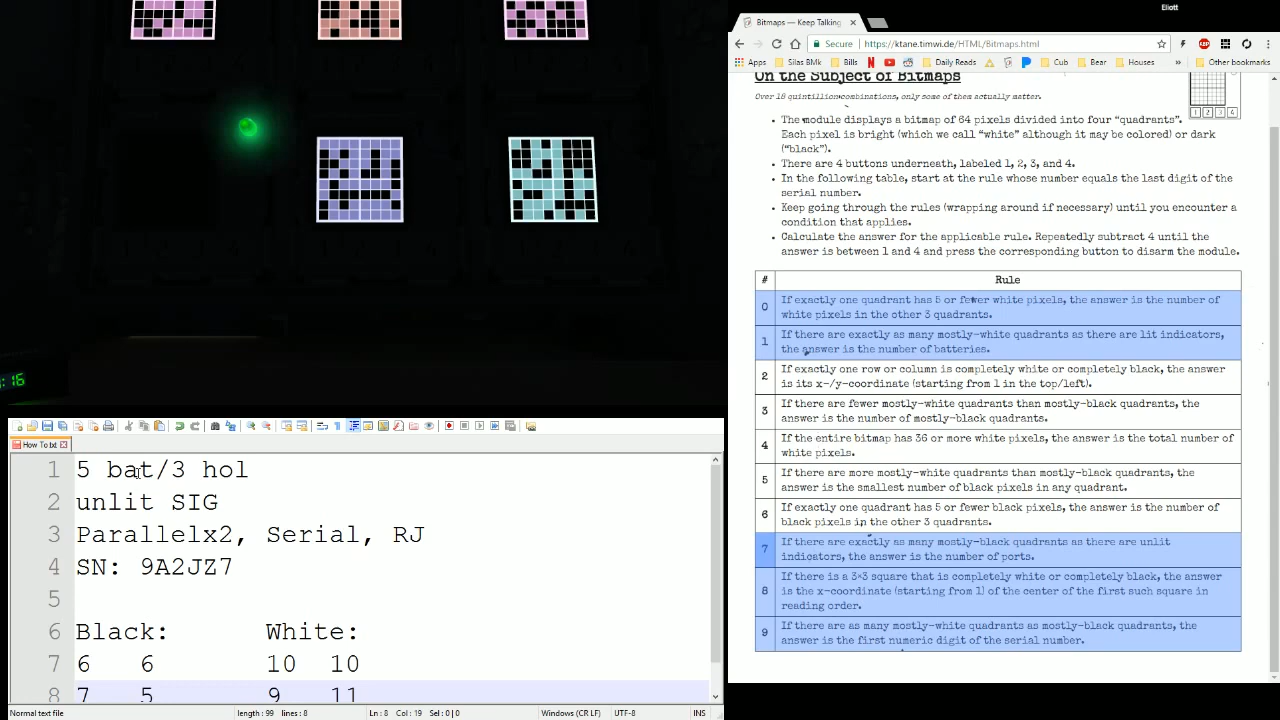 Eliott
Bitmaps — Keep Talking
Secure
https://ktane.timwi.de/HTML/Bitmaps.html
Apps
Silas BMk
Bills
Daily Reads
Cub
Bear
Houses
»
Other bookmarks
On the Subject of Bitmaps
Over 18 quintillion combinations, only some of them actually matter.
1 2 3 4
• The module displays a bitmap of 64 pixels divided into four “quadrants”.
Each pixel is bright (which we call “white” although it may be colored) or dark
(“black”).
• There are 4 buttons underneath, labeled 1, 2, 3, and 4.
• In the following table, start at the rule whose number equals the last digit of the
serial number.
• Keep going through the rules (wrapping around if necessary) until you encounter a
condition that applies.
• Calculate the answer for the applicable rule. Repeatedly subtract 4 until the
answer is between 1 and 4 and press the corresponding button to disarm the module.
# Rule
0 If exactly one quadrant has 5 or fewer white pixels, the answer is the number of
white pixels in the other 3 quadrants.
1 If there are exactly as many mostly-white quadrants as there are lit indicators,
the answer is the number of batteries.
2 If exactly one row or column is completely white or completely black, the answer
is its x-/y-coordinate (starting from 1 in the top/left).
3 If there are fewer mostly-white quadrants than mostly-black quadrants, the
answer is the number of mostly-black quadrants.
4 If the entire bitmap has 36 or more white pixels, the answer is the total number of
white pixels.
5 If there are more mostly-white quadrants than mostly-black quadrants, the
answer is the smallest number of black pixels in any quadrant.
6 If exactly one quadrant has 5 or fewer black pixels, the answer is the number of
black pixels in the other 3 quadrants.
7 If there are exactly as many mostly-black quadrants as there are unlit
indicators, the answer is the number of ports.
8 If there is a 3×3 square that is completely white or completely black, the answer
is the x-coordinate (starting from 1) of the center of the first such square in
reading order.
9 If there are as many mostly-white quadrants as mostly-black quadrants, the
answer is the first numeric digit of the serial number.
:16
How To.txt
1 5 bat/3 hol
2 unlit SIG
3 Parallelx2, Serial, RJ
4 SN: 9A2JZ7
5
6 Black: White:
7 6 6 10 10
8 7 5 9 11
Normal text file
length : 99 lines : 8
Ln : 8 Col : 19 Sel : 0 | 0
Windows (CR LF)
UTF-8
INS